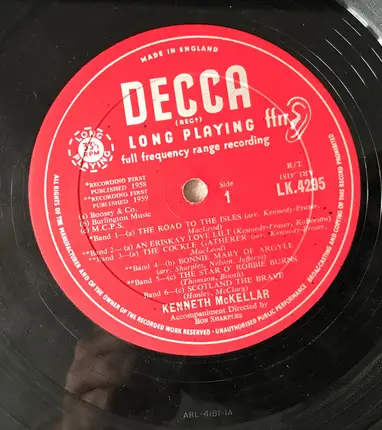 MADE IN ENGLAND
DECCA
(REGD)
LONG PLAYING
ffrr
full frequency range recording
LONG PLAYING
33⅓
RPM
*RECORDING FIRST
PUBLISHED 1958
**RECORDING FIRST
PUBLISHED 1959
R/T
Side
1
LK.4295
(a) Boosey & Co.
(b) Burlington Music
(c) M.C.P.S.
*Band 1—(a) THE ROAD TO THE ISLES (arr. Kennedy-Fraser, MacLeod)
**Band 2—(a) AN ERISKAY LOVE LILT (Kennedy-Fraser, Roberton)
**Band 3—(a) THE COCKLE GATHERER (arr. Kennedy-Fraser, MacLeod)
*Band 4—(b) BONNIE MARY OF ARGYLE
(arr. Sharples, Nelson, Jefferys)
Band 5—(c) THE STAR O' ROBBIE BURNS
(Thomson, Booth)
Band 6—(c) SCOTLAND THE BRAVE
(Hanley, McClacy)
KENNETH McKELLAR
Accompaniment Directed by
BOB SHARPLES
ALL RIGHTS OF THE MANUFACTURER AND OF THE OWNER OF THE RECORDED WORK RESERVED · UNAUTHORISED PUBLIC PERFORMANCE, BROADCASTING AND COPYING OF THIS RECORD PROHIBITED
ARL-4181-1A